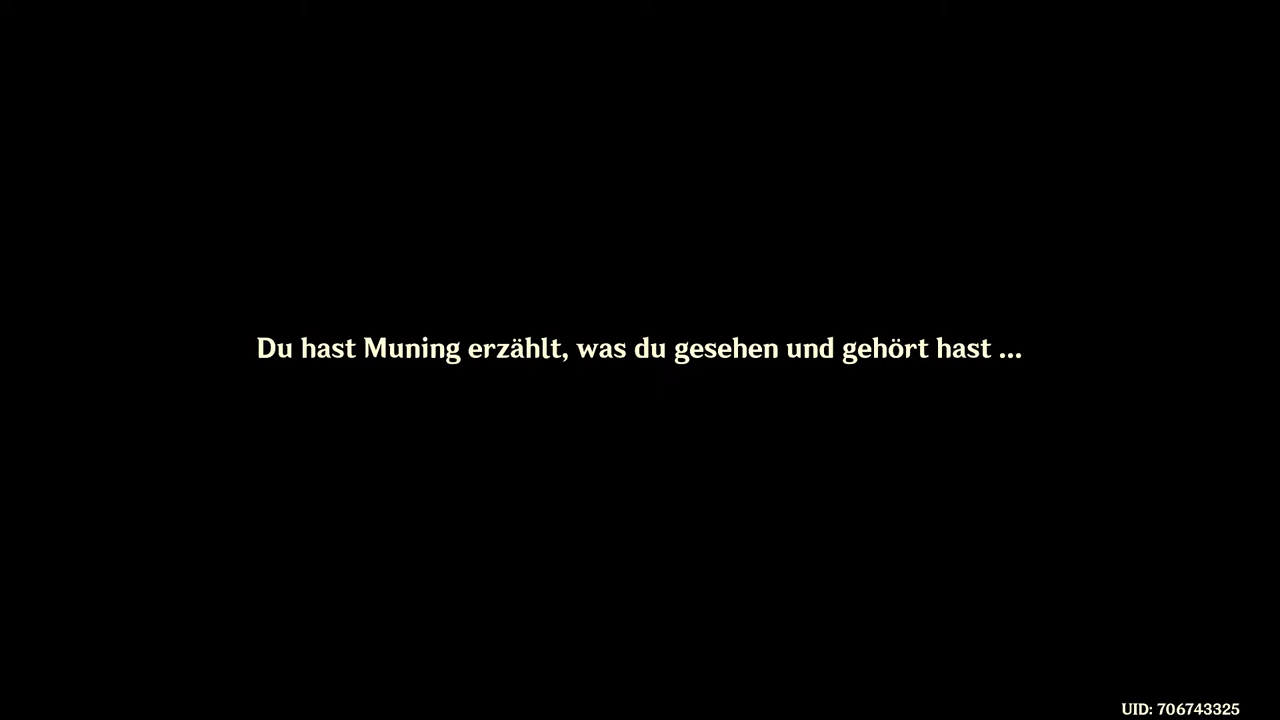 Du hast Muning erzählt, was du gesehen und gehört hast ...
UID: 706743325